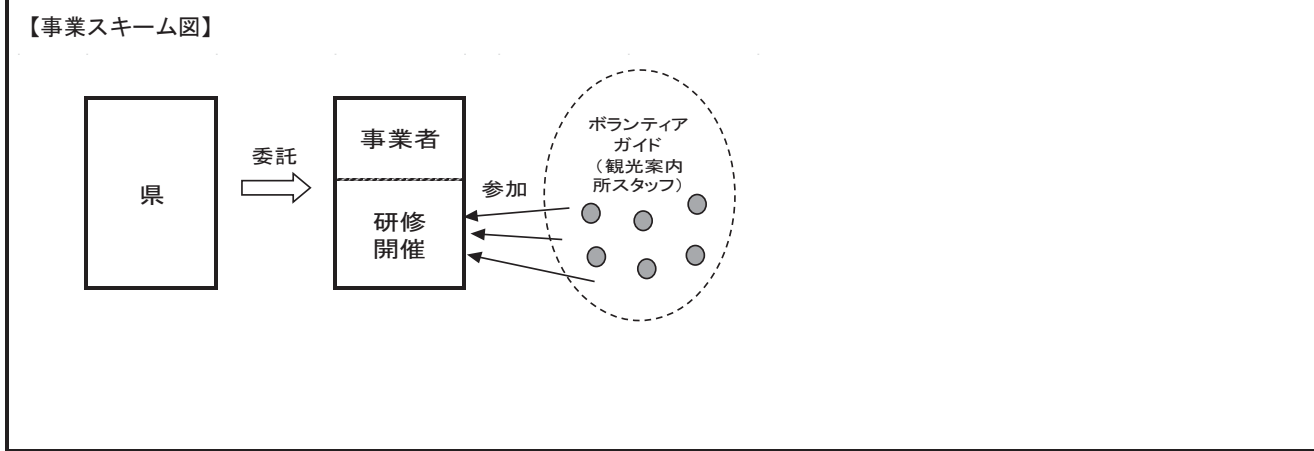 【事業スキーム図】
県
委託
事業者
研修
開催
参加
ボランティア
ガイド
（観光案内
所スタッフ）